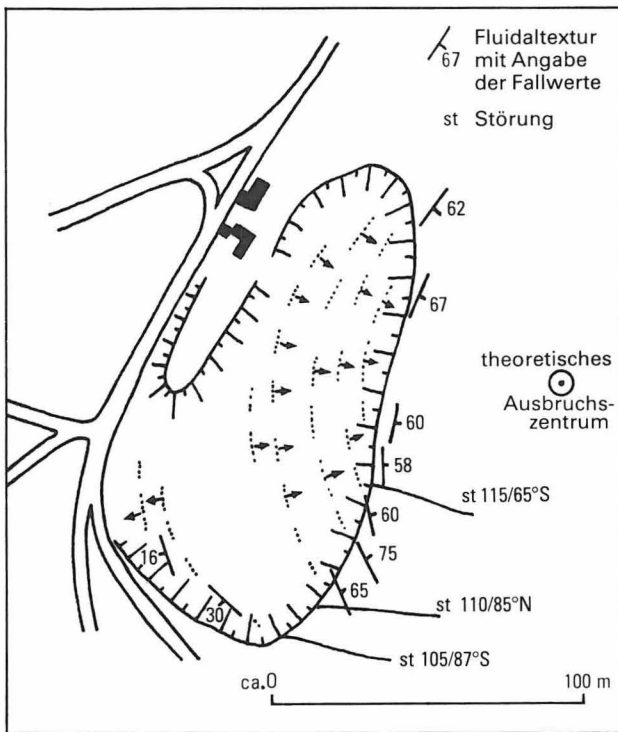 67 Fluidaltextur
mit Angabe
der Fallwerte
st Störung
62
67
theoretisches
Ausbruchs-
zentrum
60
58
st 115/65°S
60
75
16
65
30
st 110/85°N
st 105/87°S
ca.0 100 m